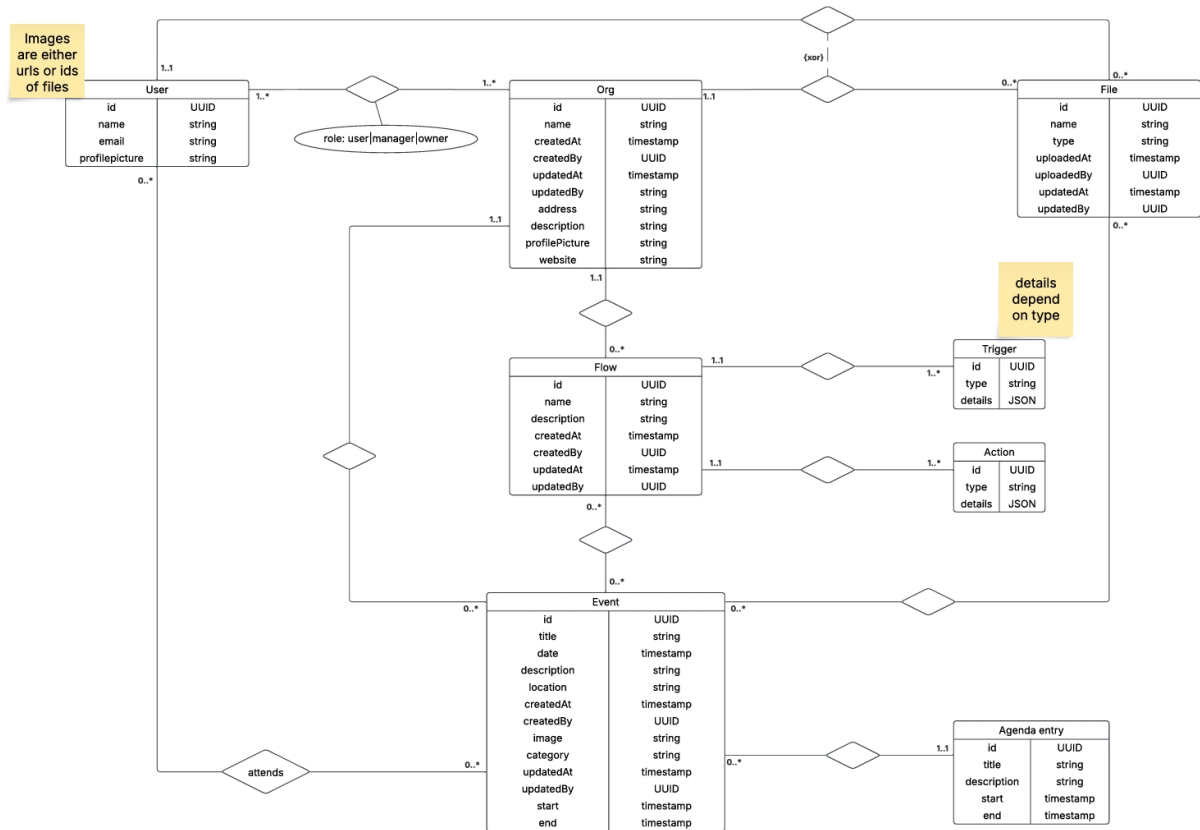 Images
are either
urls or ids
of files
{xor}
1..1
0..*
User
id UUID
name string
email string
profilepicture string
1..*
1..*
role: user|manager|owner
Org
id UUID
name string
createdAt timestamp
createdBy UUID
updatedAt timestamp
updatedBy string
address string
description string
profilePicture string
website string
1..1
0..*
File
id UUID
name string
type string
uploadedAt timestamp
uploadedBy UUID
updatedAt timestamp
updatedBy UUID
0..*
0..*
1..1
1..1
details
depend
on type
0..*
Flow
id UUID
name string
description string
createdAt timestamp
createdBy UUID
updatedAt timestamp
updatedBy UUID
1..1
1..*
Trigger
id UUID
type string
details JSON
1..1
1..*
Action
id UUID
type string
details JSON
0..*
0..*
0..*
0..*
Event
id UUID
title string
date timestamp
description string
location string
createdAt timestamp
createdBy UUID
image string
category string
updatedAt timestamp
updatedBy UUID
start timestamp
end timestamp
attends
0..*
0..*
1..1
Agenda entry
id UUID
title string
description string
start timestamp
end timestamp